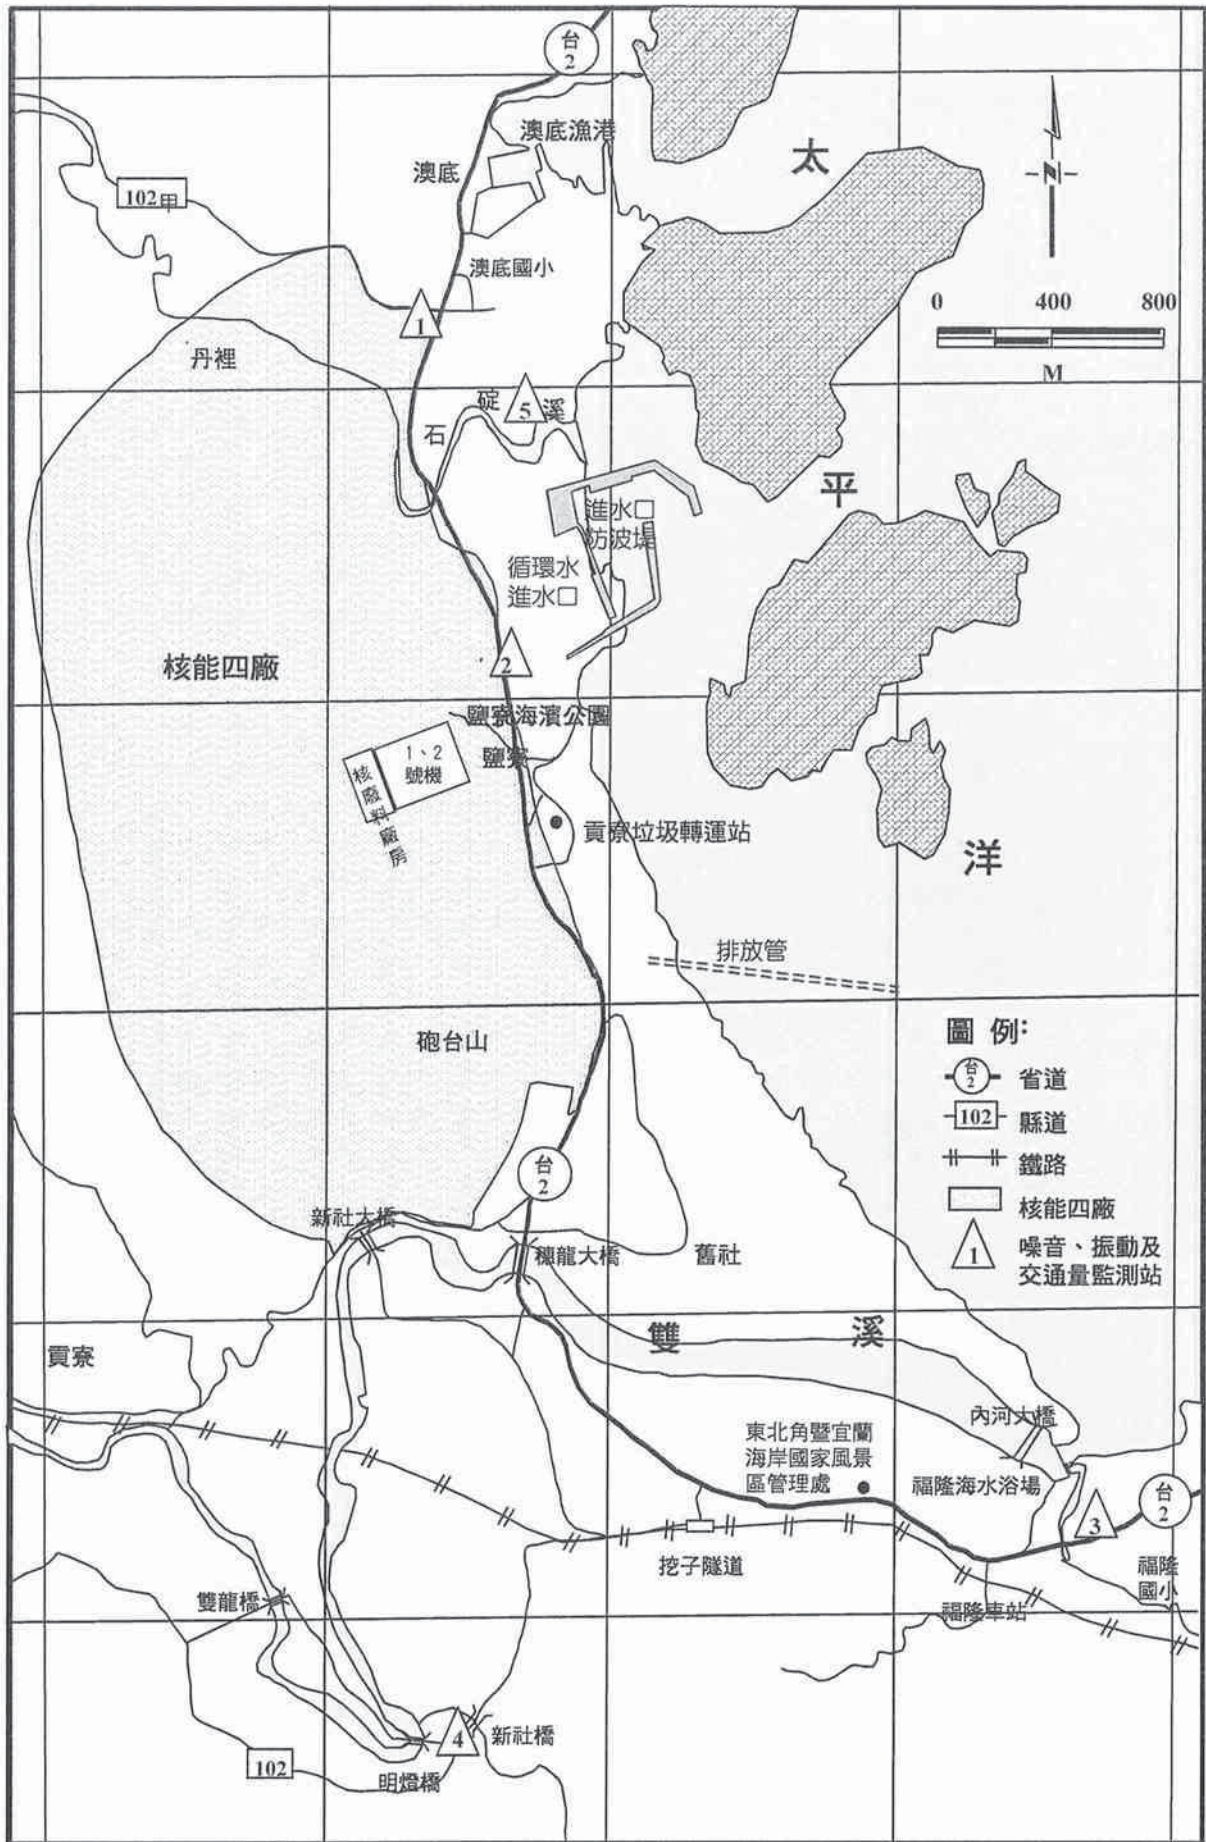 台
2
澳底漁港
太
澳底
N
102甲
澳底國小
0 400 800
M
1
丹裡
碇
5
溪
石
平
進水口
防波堤
循環水
進水口
核能四廠
2
鹽寮海濱公園
鹽寮
1、2
號機
核廢料廠房
貢寮垃圾轉運站
洋
排放管
圖 例:
砲台山
台
2
省道
102
縣道
鐵路
台
2
核能四廠
新社大橋
1
噪音、振動及
交通量監測站
穗龍大橋
舊社
雙
溪
貢寮
內河大橋
東北角暨宜蘭
海岸國家風景
區管理處
福隆海水浴場
台
2
3
挖子隧道
福隆
國小
雙龍橋
福隆車站
4
新社橋
102
明燈橋